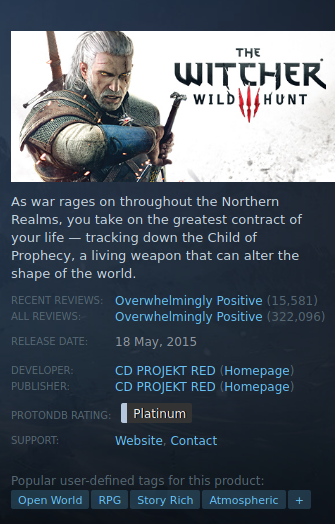 THE
WITCHER
WILD HUNT
As war rages on throughout the Northern
Realms, you take on the greatest contract of
your life — tracking down the Child of
Prophecy, a living weapon that can alter the
shape of the world.
RECENT REVIEWS: Overwhelmingly Positive (15,581)
ALL REVIEWS: Overwhelmingly Positive (322,096)
RELEASE DATE: 18 May, 2015
DEVELOPER: CD PROJEKT RED (Homepage)
PUBLISHER: CD PROJEKT RED (Homepage)
PROTONDB RATING: Platinum
SUPPORT: Website, Contact
Popular user-defined tags for this product:
Open World RPG Story Rich Atmospheric +